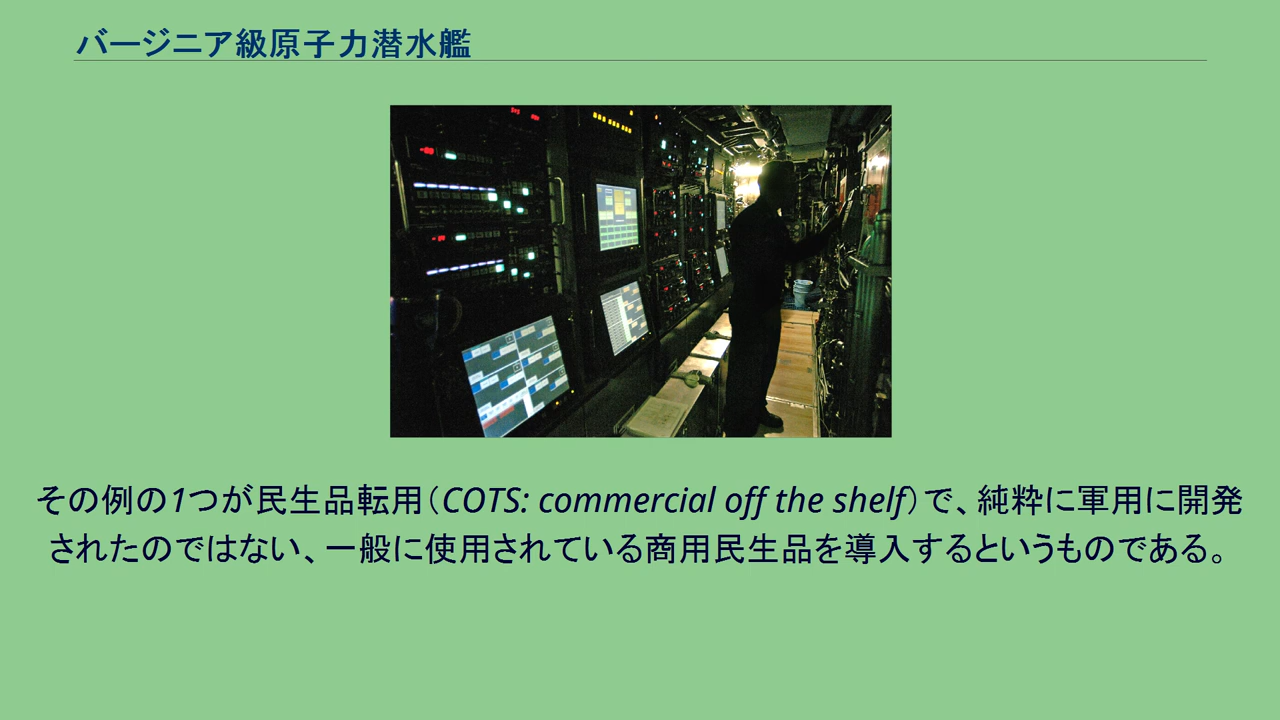 バージニア級原子力潜水艦
その例の1つが民生品転用（COTS: commercial off the shelf）で、純粋に軍用に開発
されたのではない、一般に使用されている商用民生品を導入するというものである。